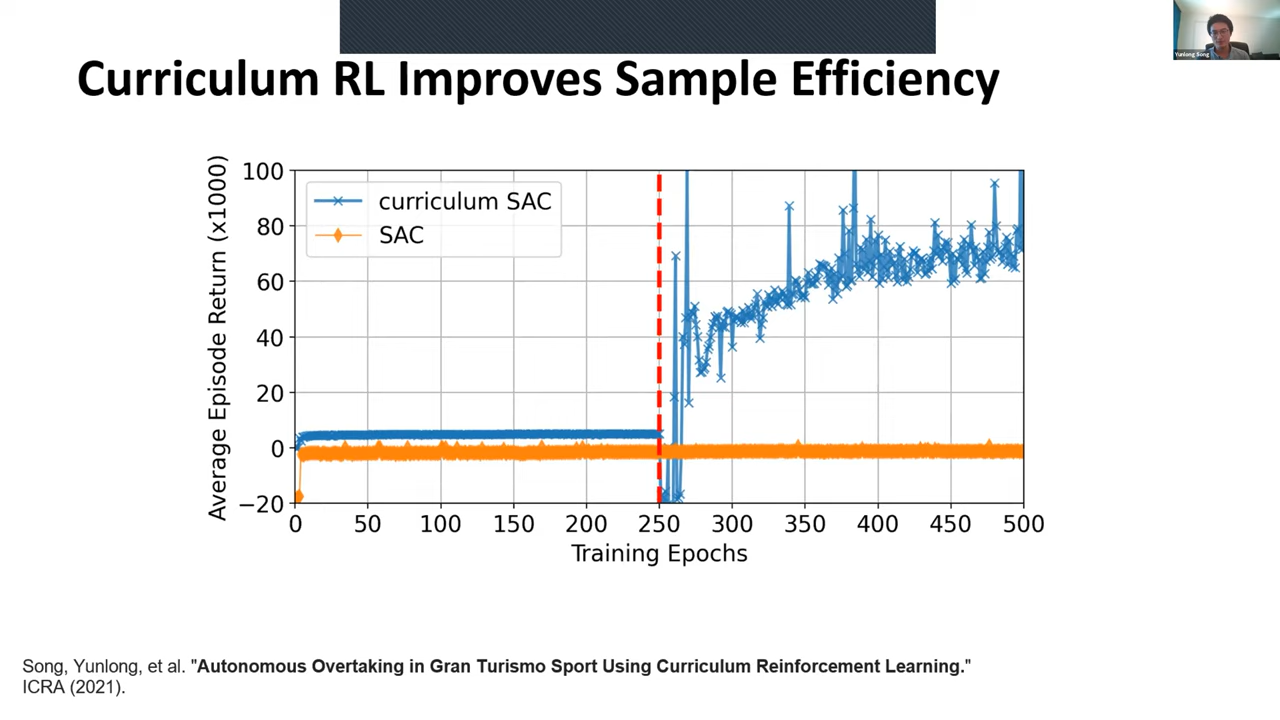 Yunlong Song
Curriculum RL Improves Sample Efficiency
Average Episode Return (x1000)
100
80
60
40
20
0
−20
curriculum SAC
SAC
0 50 100 150 200 250 300 350 400 450 500
Training Epochs
Song, Yunlong, et al. "Autonomous Overtaking in Gran Turismo Sport Using Curriculum Reinforcement Learning."
ICRA (2021).